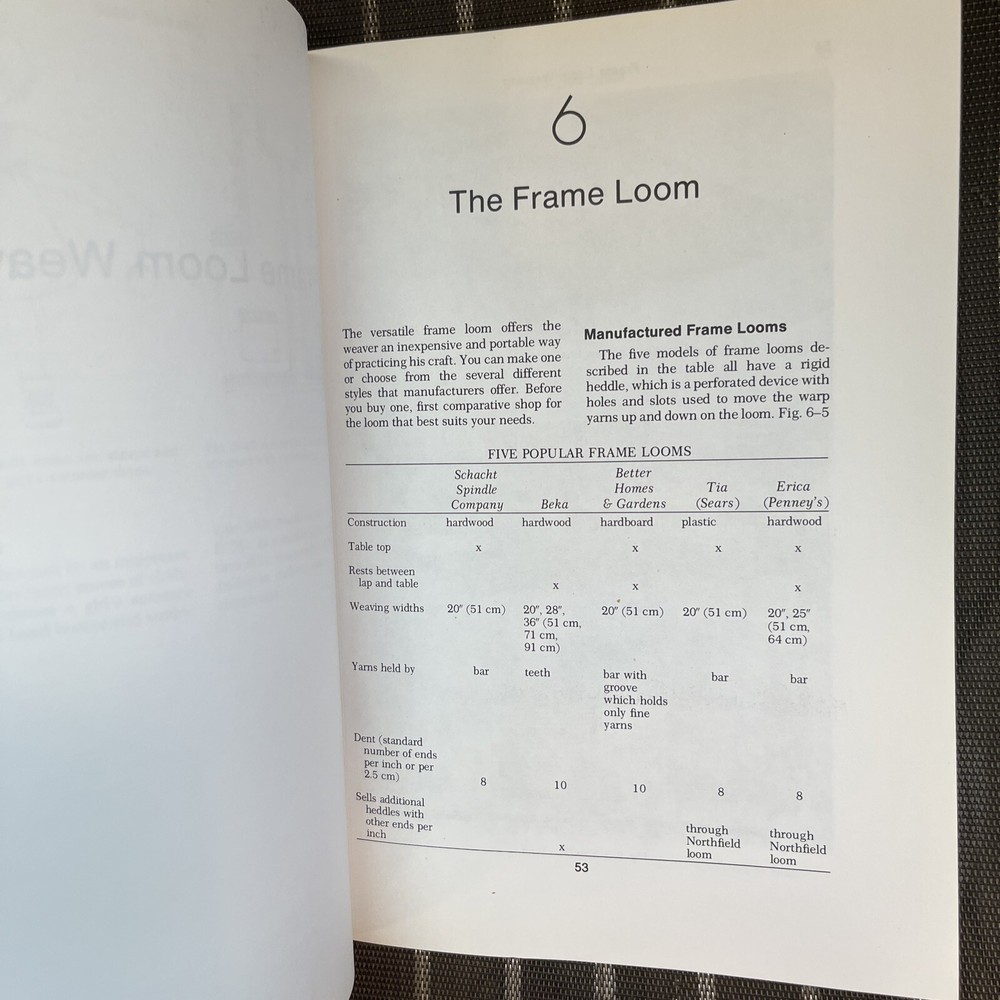 6
The Frame Loom
The versatile frame loom offers the
weaver an inexpensive and portable way
of practicing his craft. You can make one
or choose from the several different
styles that manufacturers offer. Before
you buy one, first comparative shop for
the loom that best suits your needs.
Manufactured Frame Looms
The five models of frame looms de-
scribed in the table all have a rigid
heddle, which is a perforated device with
holes and slots used to move the warp
yarns up and down on the loom. Fig. 6–5
FIVE POPULAR FRAME LOOMS
Schacht Better
Spindle Homes Tia Erica
Company Beka & Gardens (Sears) (Penney's)
Construction hardwood hardwood hardboard plastic hardwood
Table top x x x x
Rests between
lap and table x x x
Weaving widths 20" (51 cm) 20", 28", 20" (51 cm) 20" (51 cm) 20", 25"
36" (51 cm, (51 cm,
71 cm, 64 cm)
91 cm)
Yarns held by bar teeth bar with bar bar
groove
which holds
only fine
yarns
Dent (standard
number of ends
per inch or per
2.5 cm) 8 10 10 8 8
Sells additional
heddles with
other ends per through through
inch Northfield Northfield
x loom loom
53